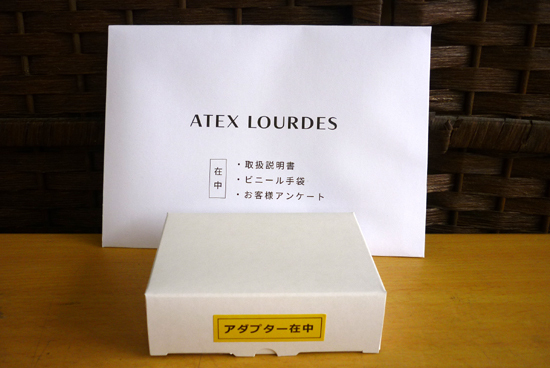 ATEX LOURDES
在中
・取扱説明書
・ビニール手袋
・お客様アンケート
アダプター在中